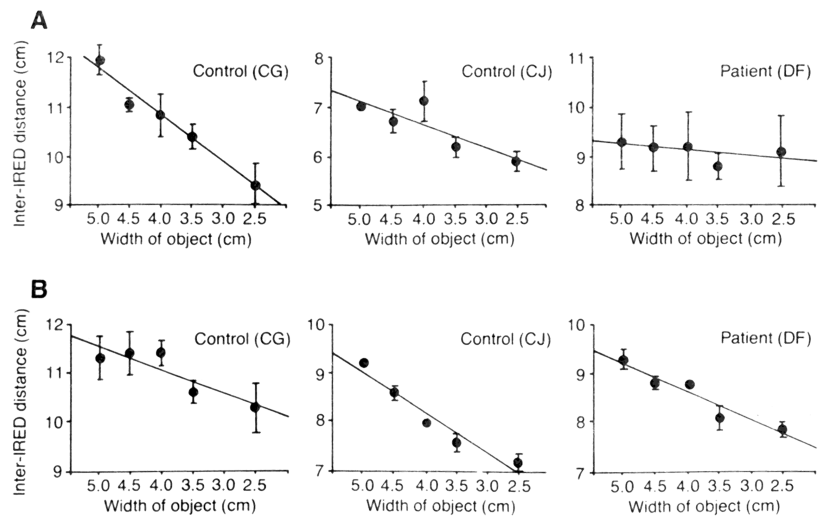 A
Inter-IRED distance (cm)
12
11
10
9
Control (CG)
5.0 4.5 4.0 3.5 3.0 2.5
Width of object (cm)
8
7
6
5
Control (CJ)
5.0 4.5 4.0 3.5 3.0 2.5
Width of object (cm)
11
10
9
8
Patient (DF)
5.0 4.5 4.0 3.5 3.0 2.5
Width of object (cm)
B
Inter-IRED distance (cm)
12
11
10
9
Control (CG)
5.0 4.5 4.0 3.5 3.0 2.5
Width of object (cm)
10
9
8
7
Control (CJ)
5.0 4.5 4.0 3.5 3.0 2.5
Width of object (cm)
10
9
8
7
Patient (DF)
5.0 4.5 4.0 3.5 3.0 2.5
Width of object (cm)